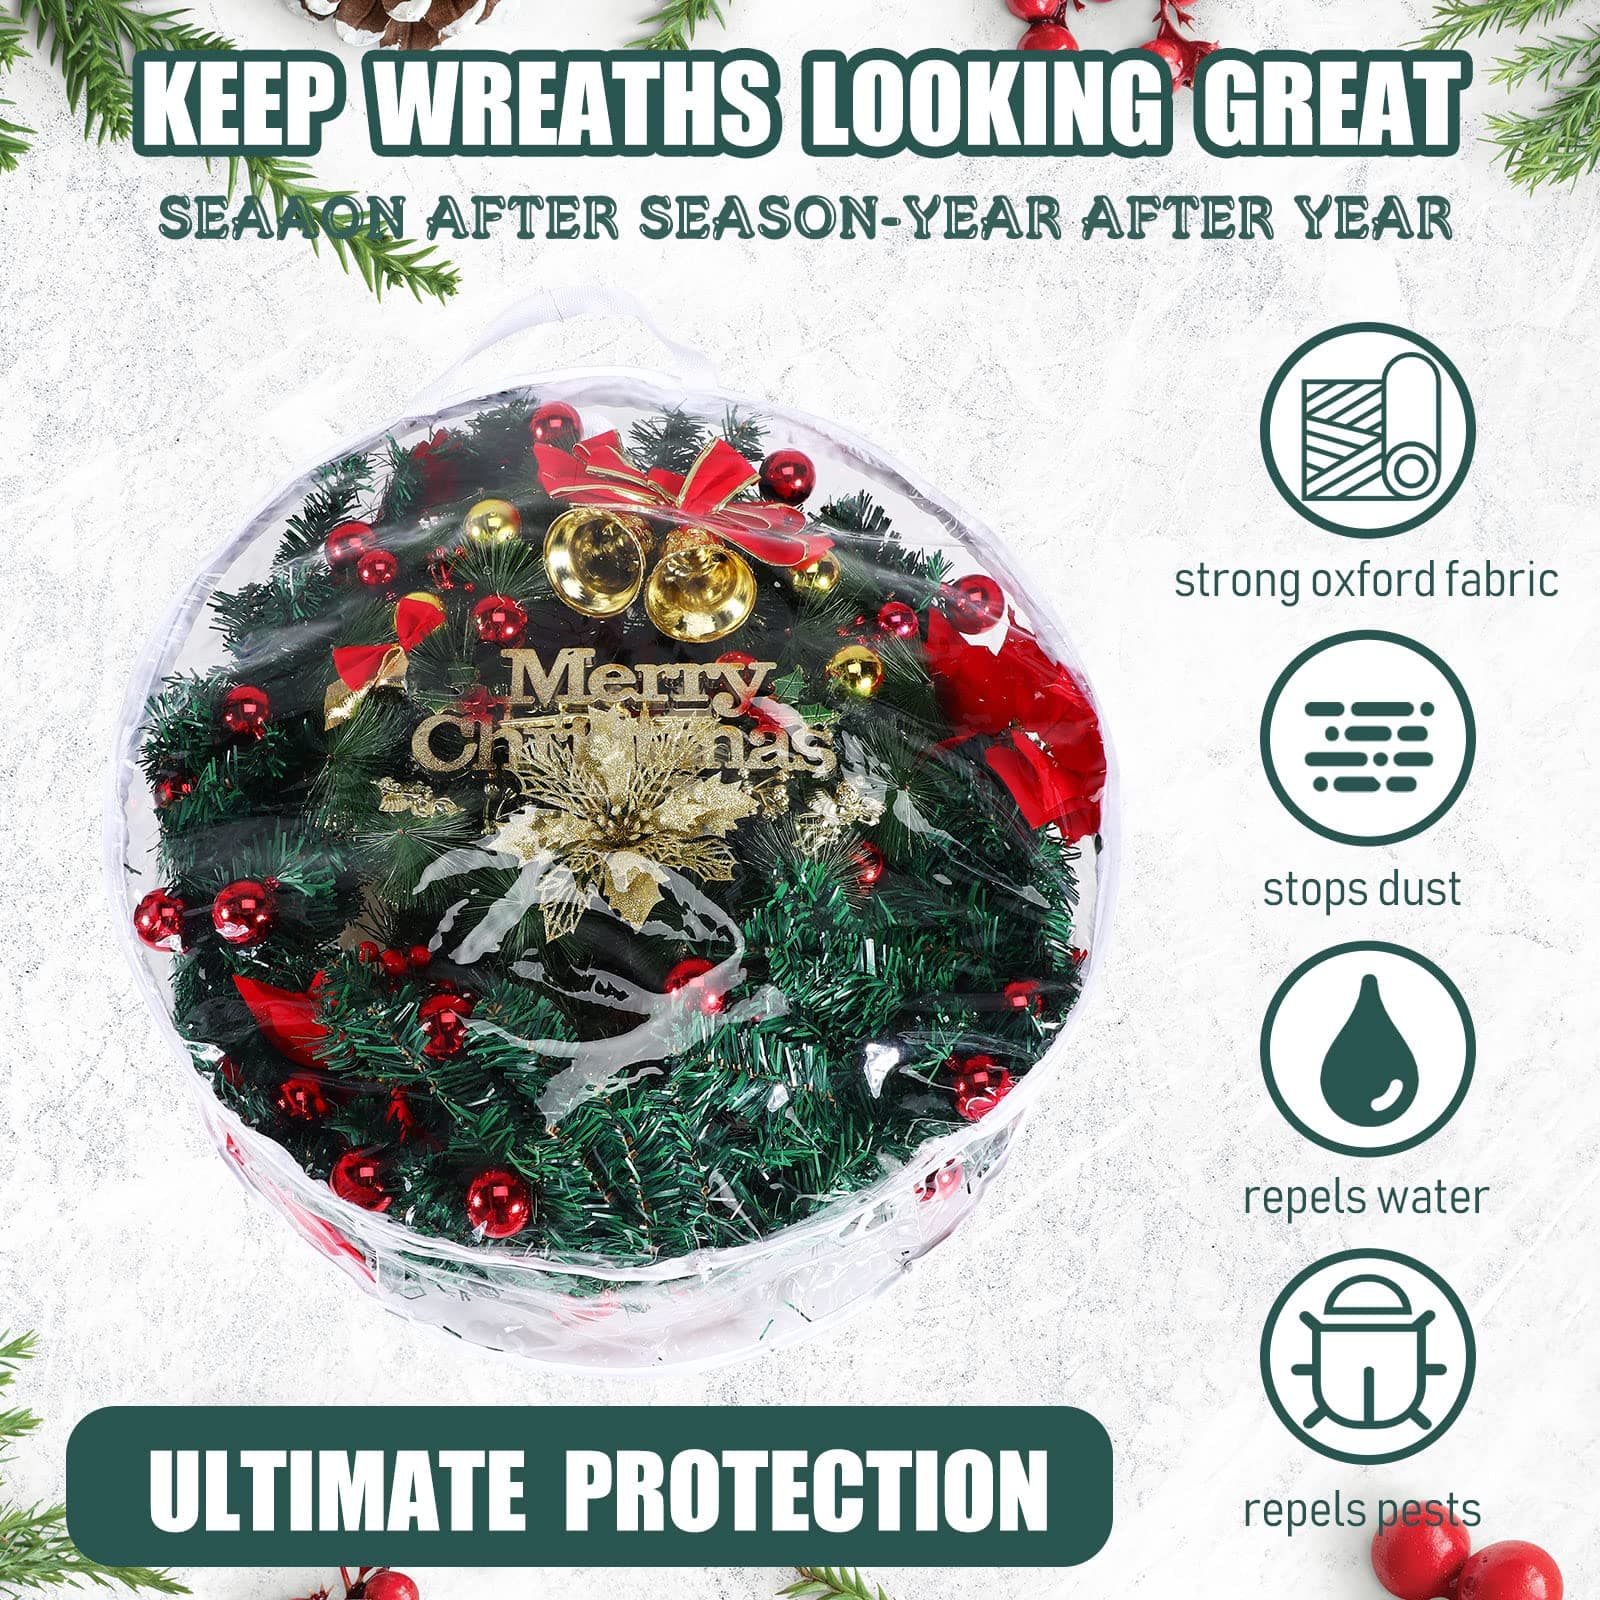 KEEP WREATHS LOOKING GREAT
SEAAON AFTER SEASON-YEAR AFTER YEAR
Merry
Christmas
strong oxford fabric
stops dust
repels water
repels pests
ULTIMATE PROTECTION